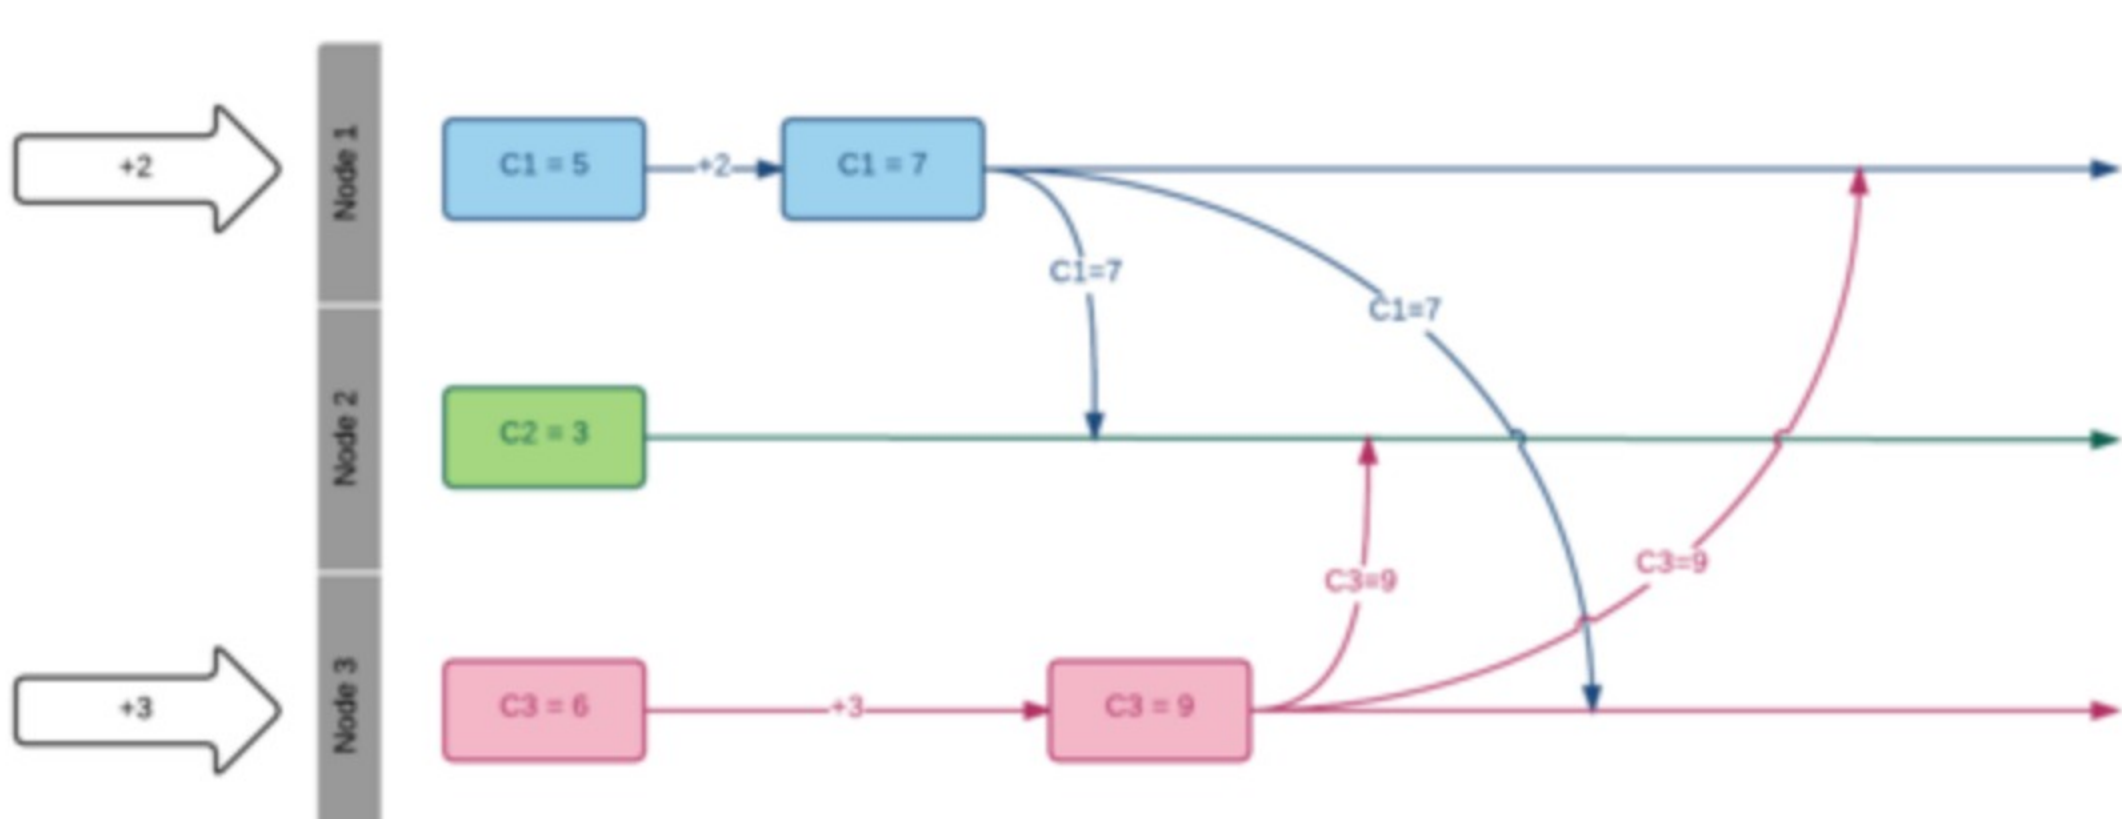 +2
Node 1
C1 = 5
+2
C1 = 7
C1=7
C1=7
Node 2
C2 = 3
C3=9
C3=9
+3
Node 3
C3 = 6
+3
C3 = 9